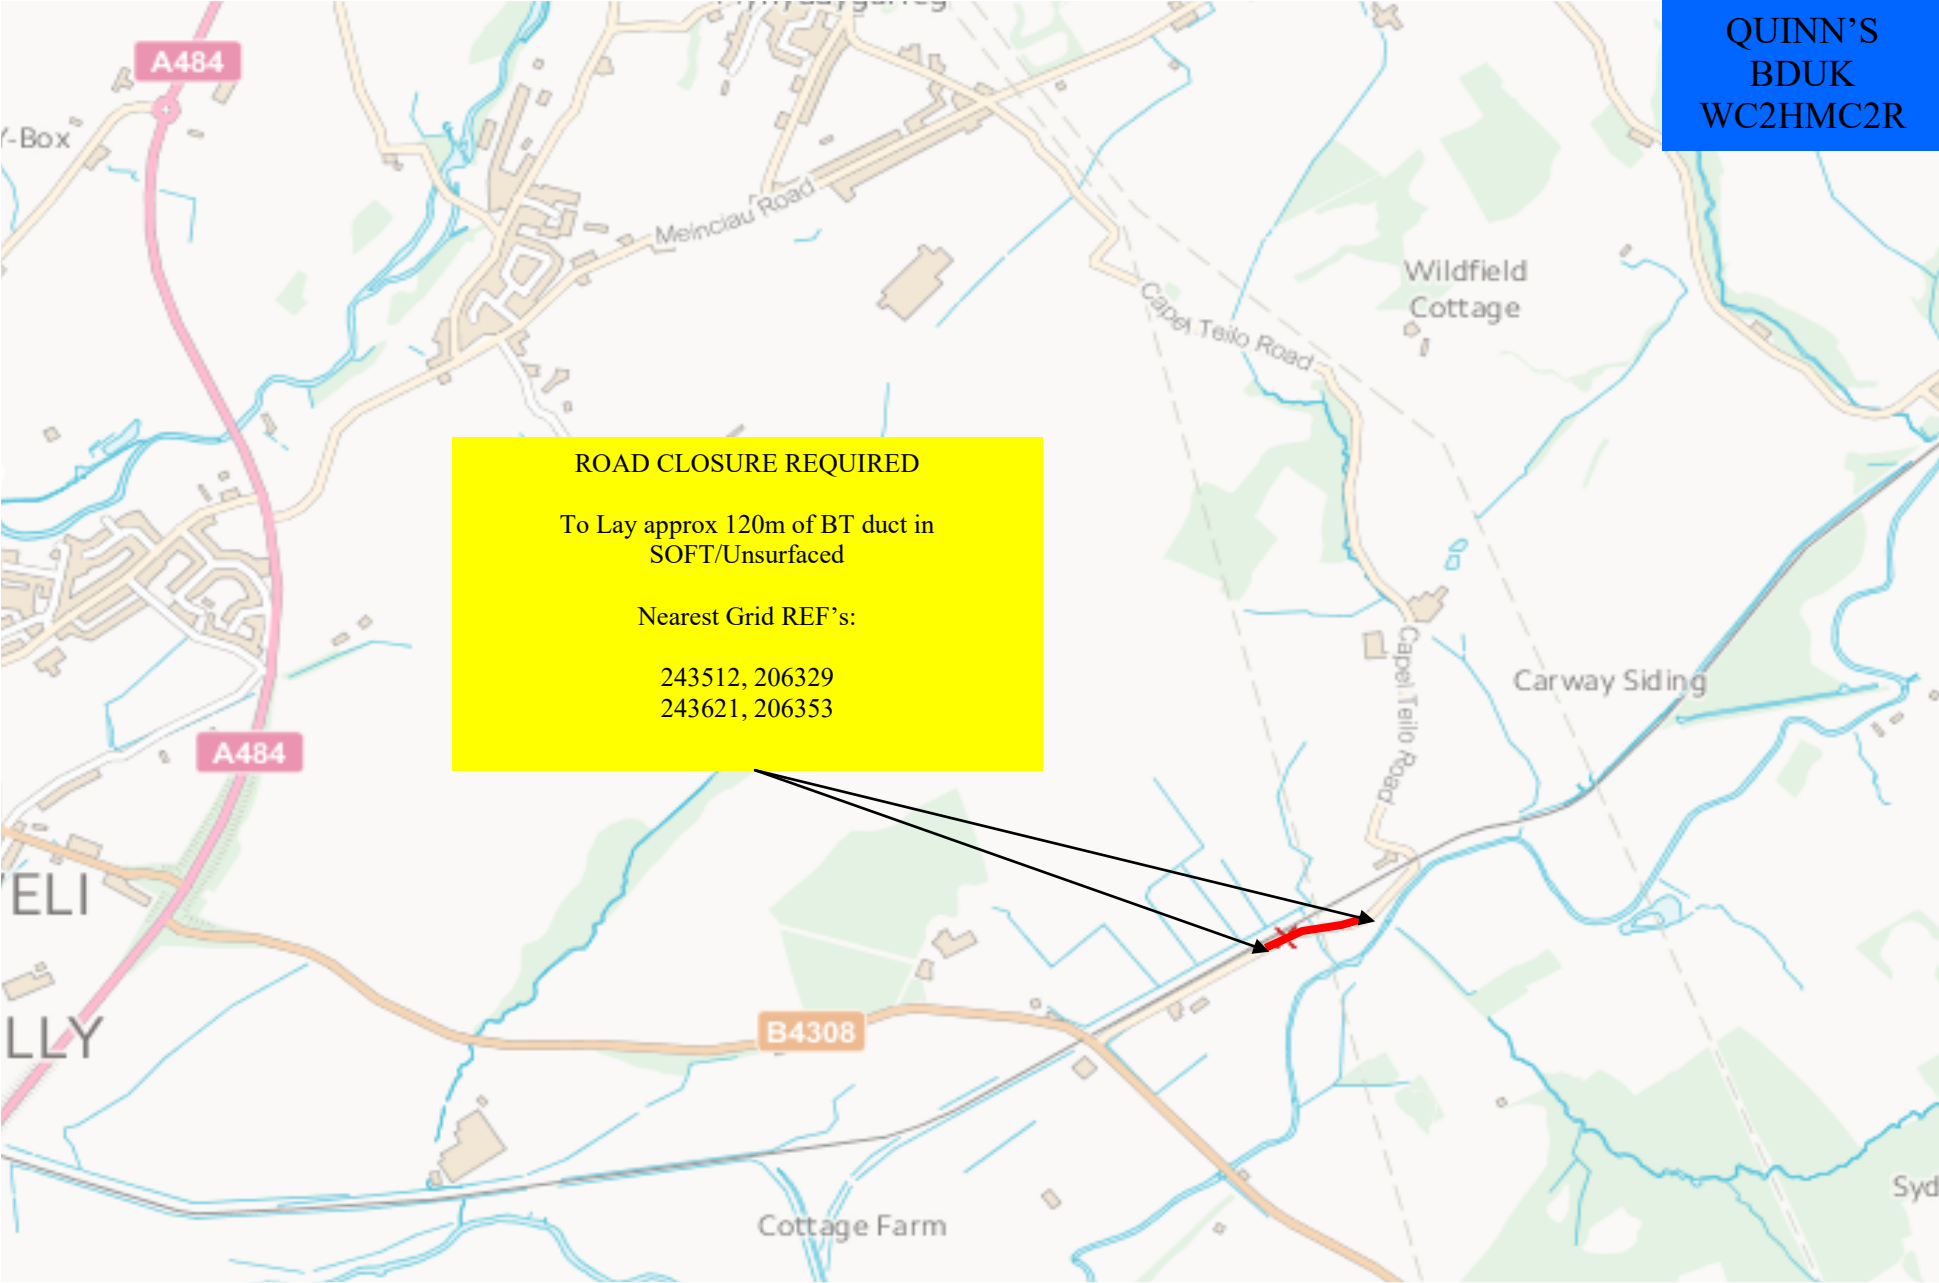 A484
QUINN'S
BDUK
WC2HMC2R
Y-Box
Meinciau Road
Wildfield
Cottage
Capel Teilo Road
ROAD CLOSURE REQUIRED
To Lay approx 120m of BT duct in
SOFT/Unsurfaced
Nearest Grid REF's:
243512, 206329
243621, 206353
Capel Teilo Road
Carway Siding
A484
ELI
B4308
LLY
Syd
Cottage Farm